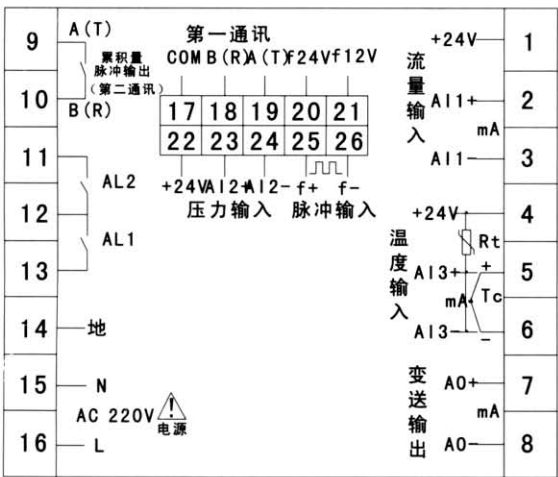 9 A(T)
累积量
脉冲输出
(第二通讯)
10 B(R)
11
AL2
12
AL1
13
14 地
15 N
AC 220V
电源
16 L
第一通讯
COM B(R)A(T)f24Vf12V
17 18 19 20 21
22 23 24 25 26
+24VAI2+AI2- f+ f-
压力输入 脉冲输入
+24V 1
流量输入
AI1+ 2
mA
AI1- 3
+24V 4
Rt
温度输入
AI3+ + 5
mA Tc
AI3- - 6
变送输出
AO+ 7
mA
AO- 8